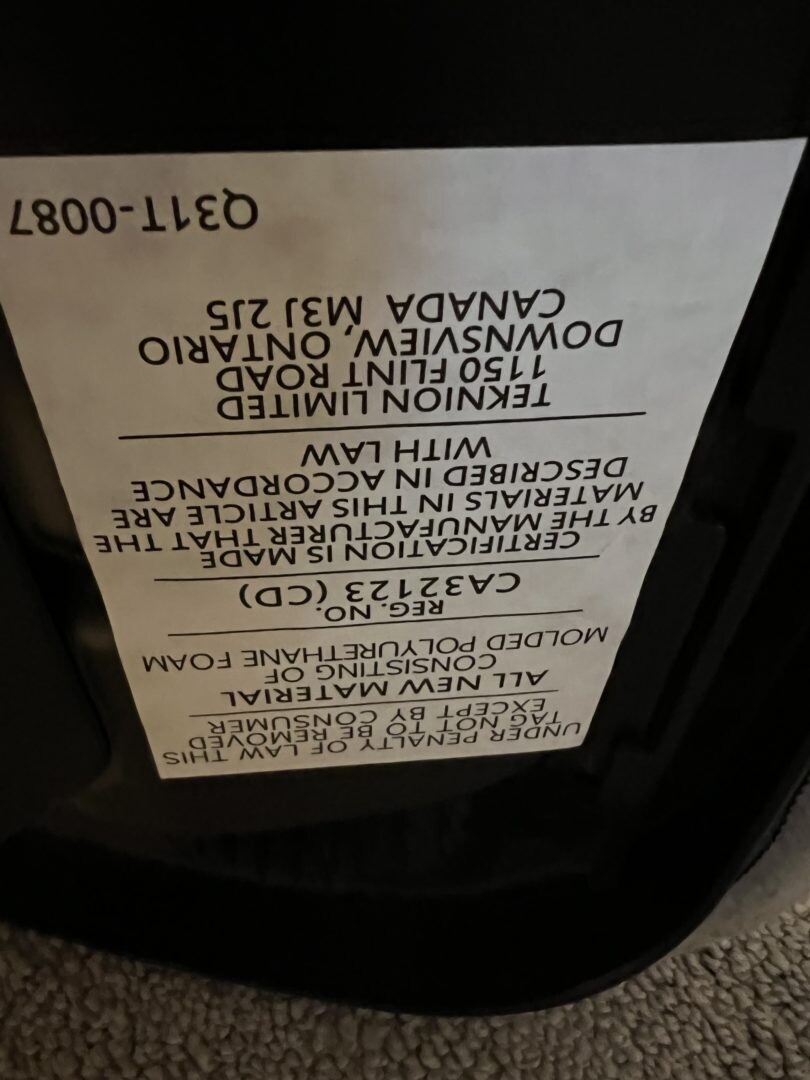 UNDER PENALTY OF LAW THIS
TAG NOT TO BE REMOVED
EXCEPT BY CONSUMER
ALL NEW MATERIAL
CONSISTING OF
MOLDED POLYURETHANE FOAM
REG. NO.
CA32123 (CD)
CERTIFICATION IS MADE
BY THE MANUFACTURER THAT THE
MATERIALS IN THIS ARTICLE ARE
DESCRIBED IN ACCORDANCE
WITH LAW
TEKNION LIMITED
1150 FLINT ROAD
DOWNSVIEW, ONTARIO
CANADA M3J 2J5
Q31T-0087